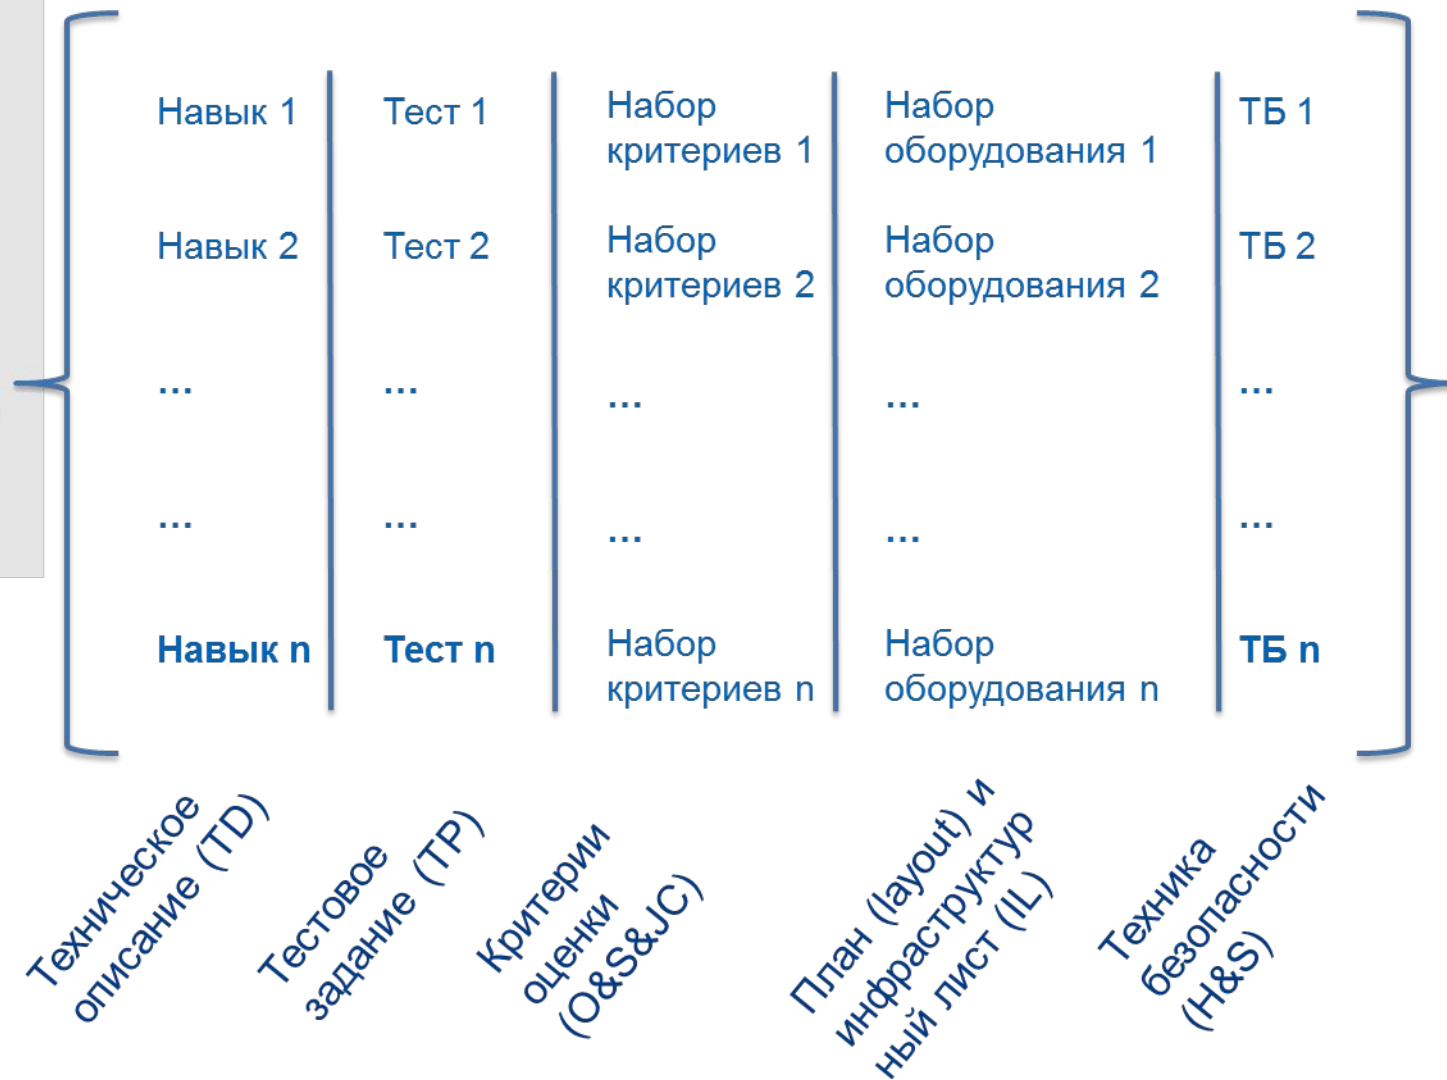 Навык 1
Тест 1
Набор
критериев 1
Набор
оборудования 1
ТБ 1
Навык 2
Тест 2
Набор
критериев 2
Набор
оборудования 2
ТБ 2
...
...
...
...
...
...
...
...
...
...
Навык n
Тест n
Набор
критериев n
Набор
оборудования n
ТБ n
Техническое
описание (TD)
Тестовое
задание (TP)
Критерии
оценки
(O&S&JC)
План (layout) и
инфраструктур
ный лист (IL)
Техника
безопасности
(H&S)